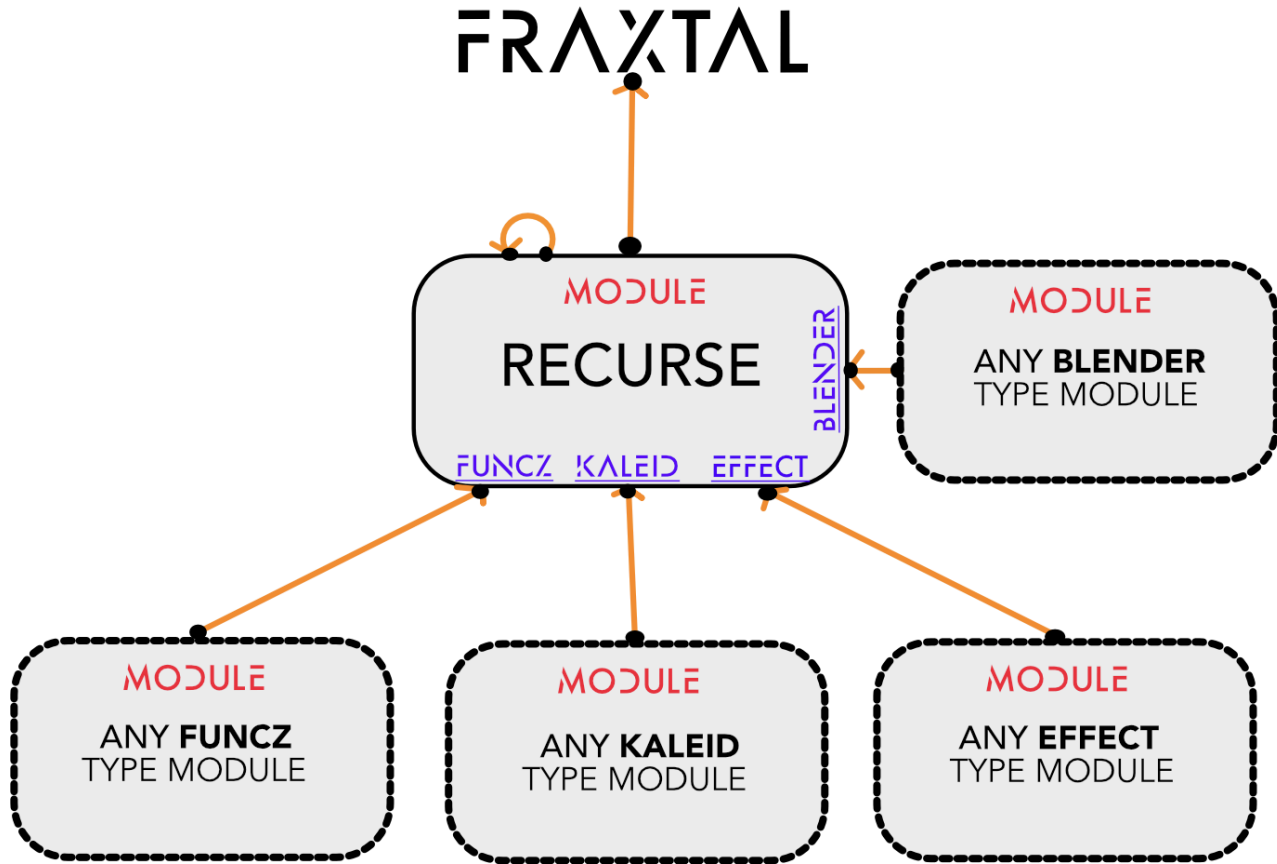 FRAXTAL
MODULE
RECURSE
BLENDER
FUNCZ KALEID EFFECT
MODULE
ANY BLENDER
TYPE MODULE
MODULE
ANY FUNCZ
TYPE MODULE
MODULE
ANY KALEID
TYPE MODULE
MODULE
ANY EFFECT
TYPE MODULE